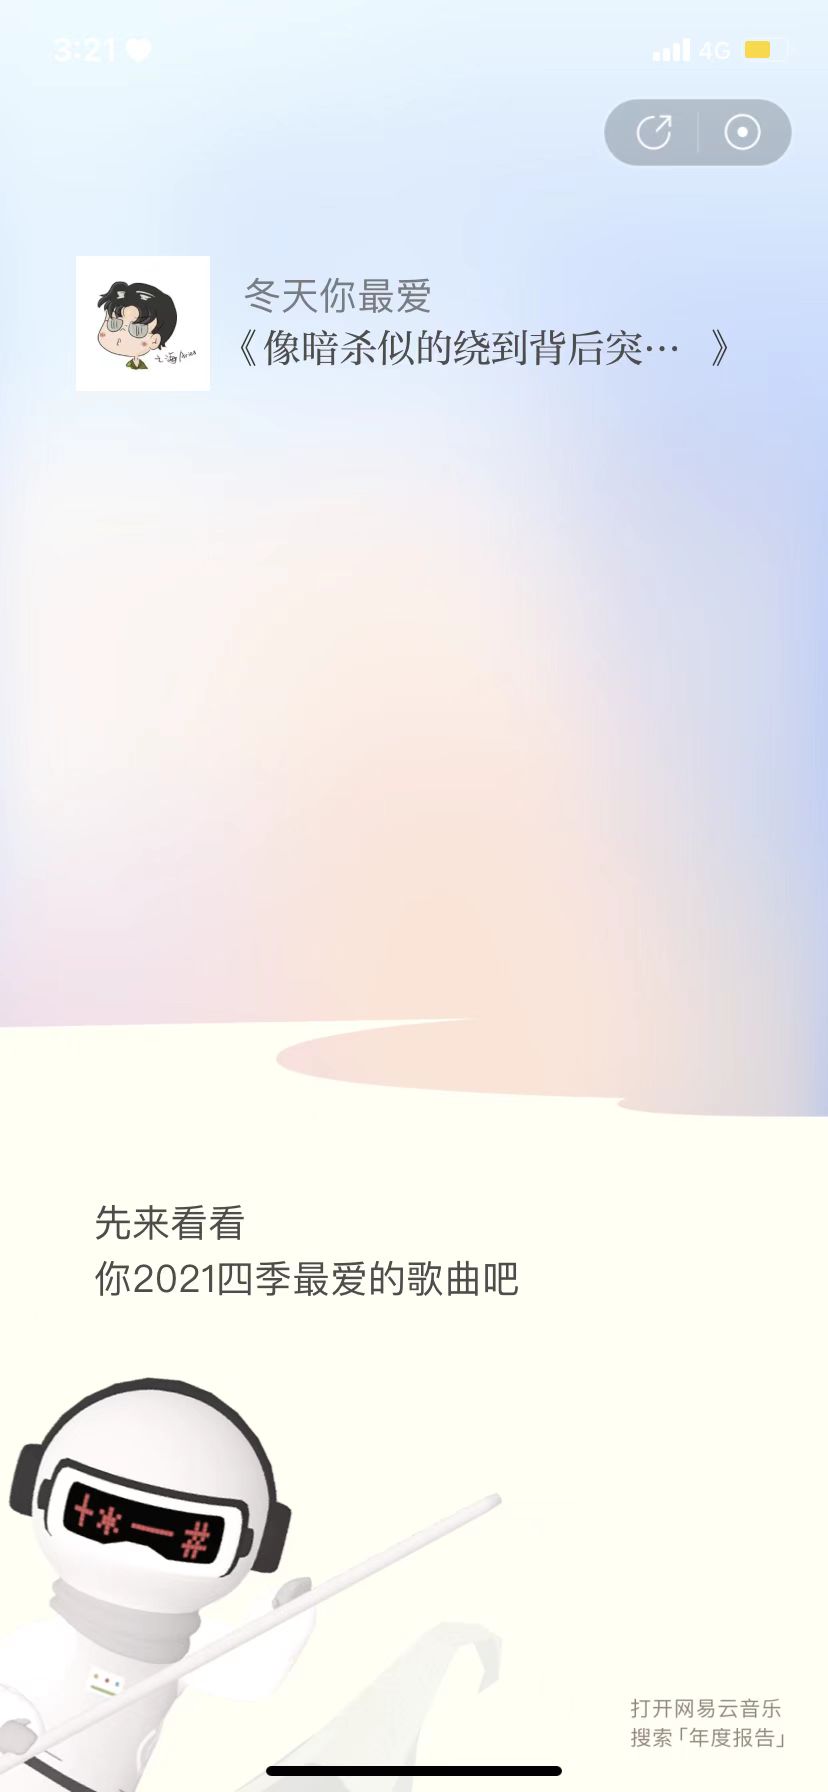 3:21
4G
冬天你最爱
《像暗杀似的绕到背后突… 》
先来看看
你2021四季最爱的歌曲吧
+*—#
打开网易云音乐
搜索「年度报告」